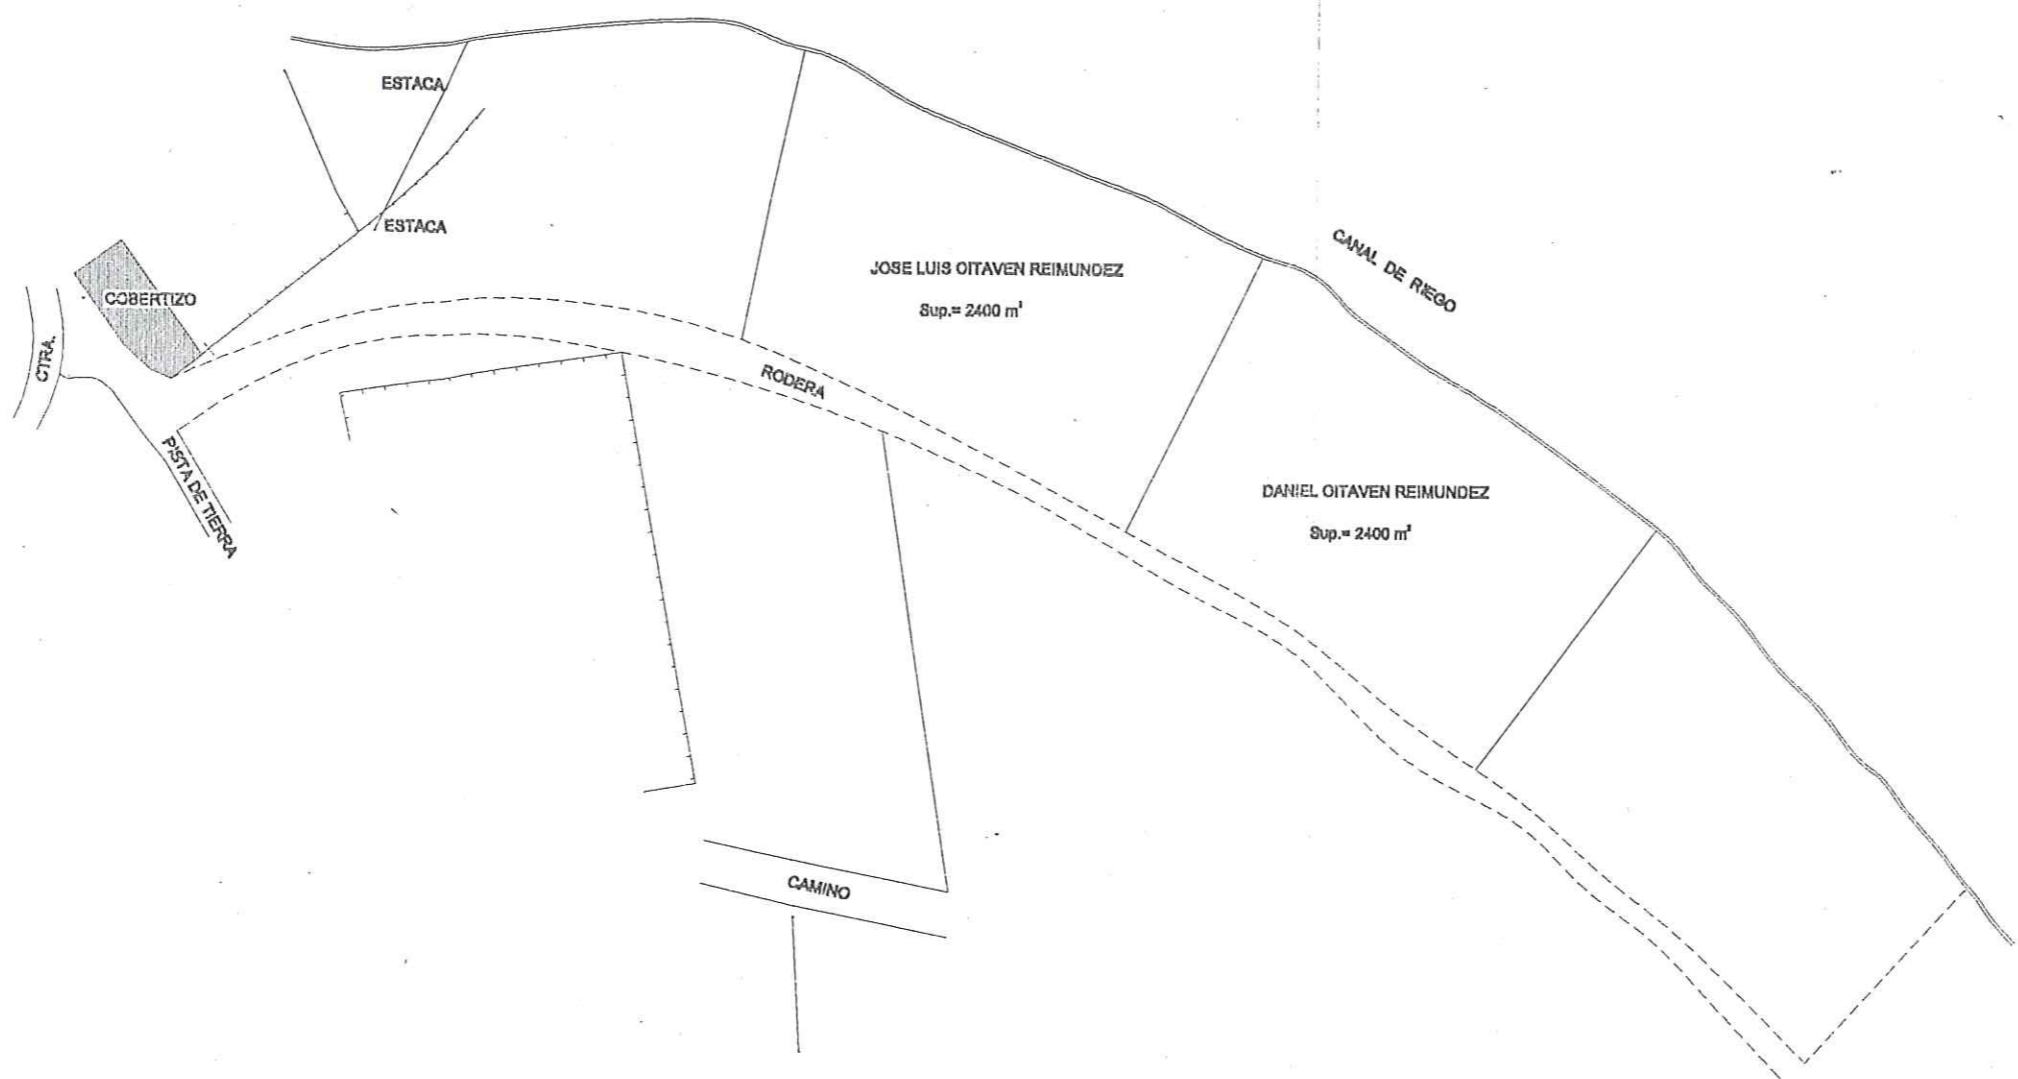 ESTACA
ESTACA
COBERTIZO
CTRA.
PISTA DE TIERRA
RODERA
JOSE LUIS OITAVEN REIMUNDEZ
Sup.= 2400 m²
CANAL DE RIEGO
DANIEL OITAVEN REIMUNDEZ
Sup.= 2400 m²
CAMINO